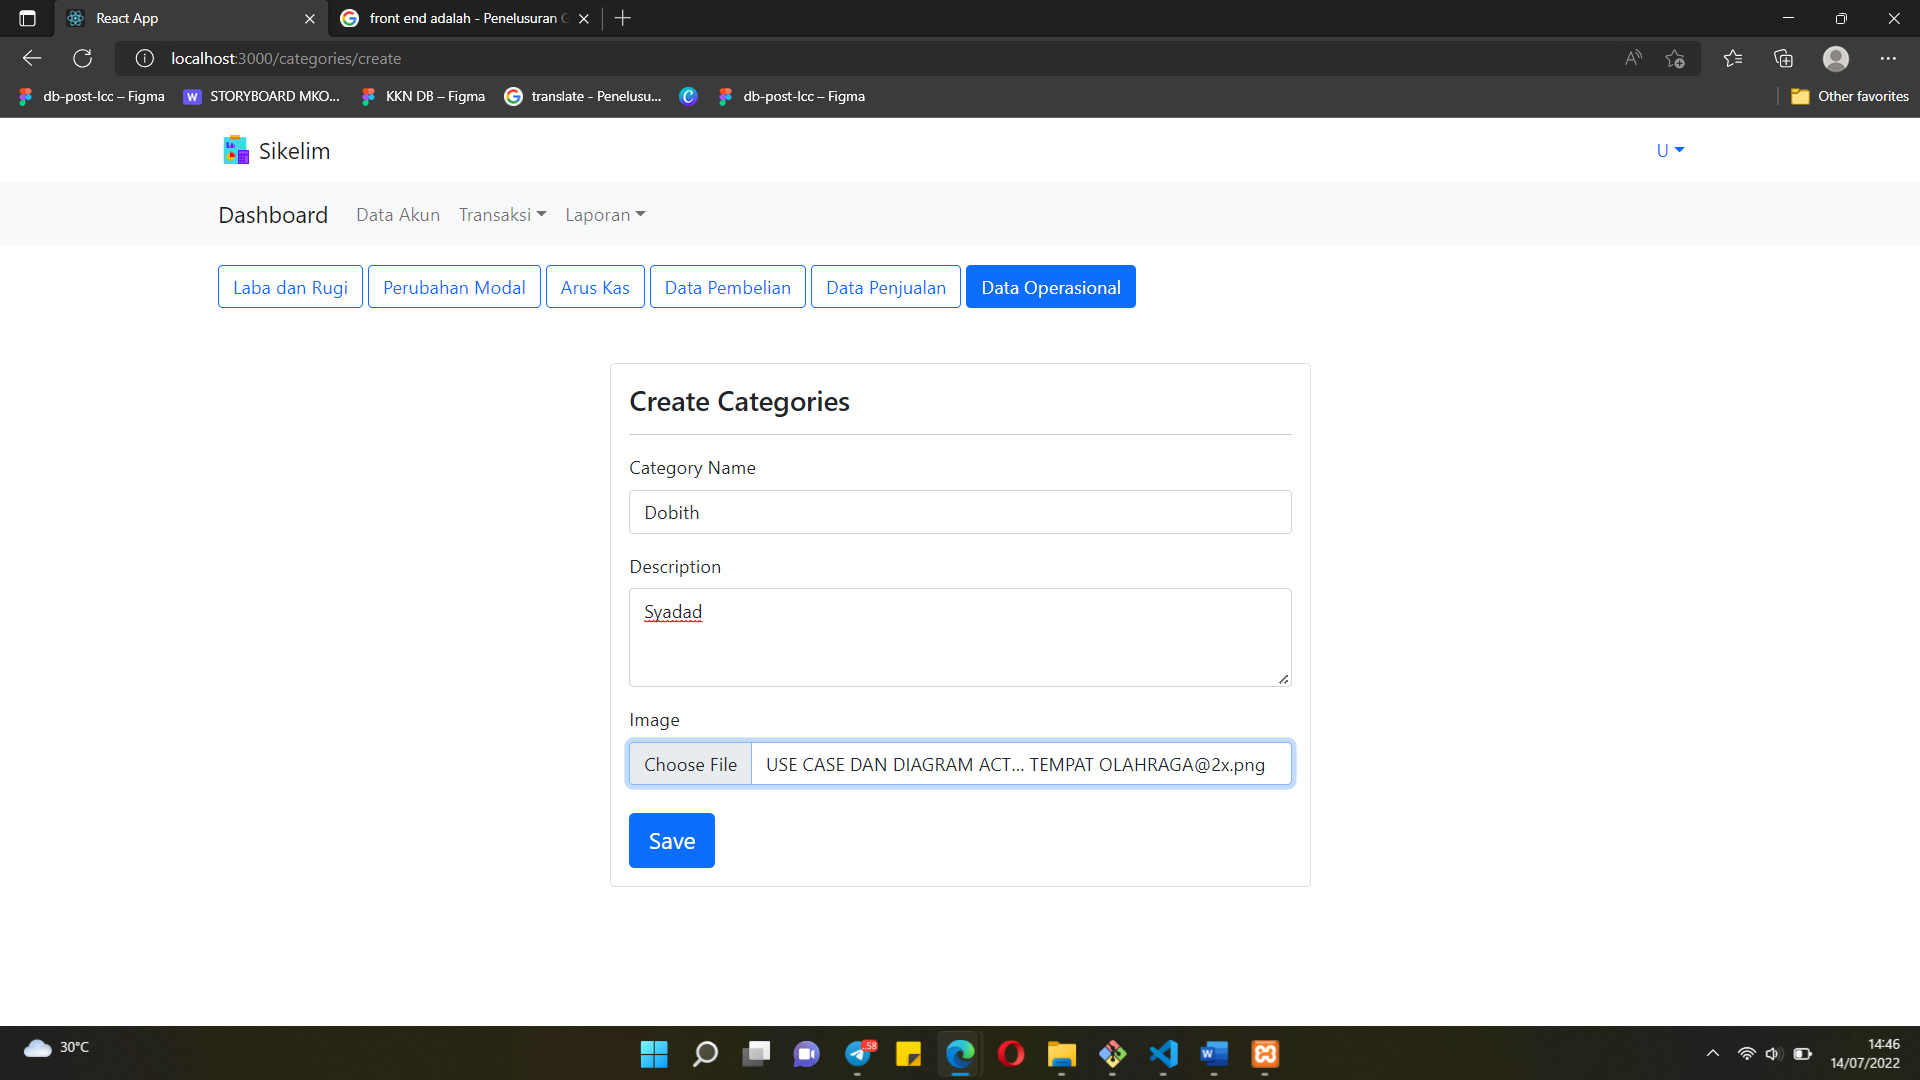 React App
front end adalah - Penelusuran G
localhost:3000/categories/create
db-post-lcc – Figma
STORYBOARD MKO...
KKN DB – Figma
translate - Penelusu...
db-post-lcc – Figma
Other favorites
Sikelim
U
Dashboard Data Akun Transaksi Laporan
Laba dan Rugi Perubahan Modal Arus Kas Data Pembelian Data Penjualan Data Operasional
Create Categories
Category Name
Dobith
Description
Syadad
Image
Choose File USE CASE DAN DIAGRAM ACT... TEMPAT OLAHRAGA@2x.png
Save
30°C
58
14:46
14/07/2022